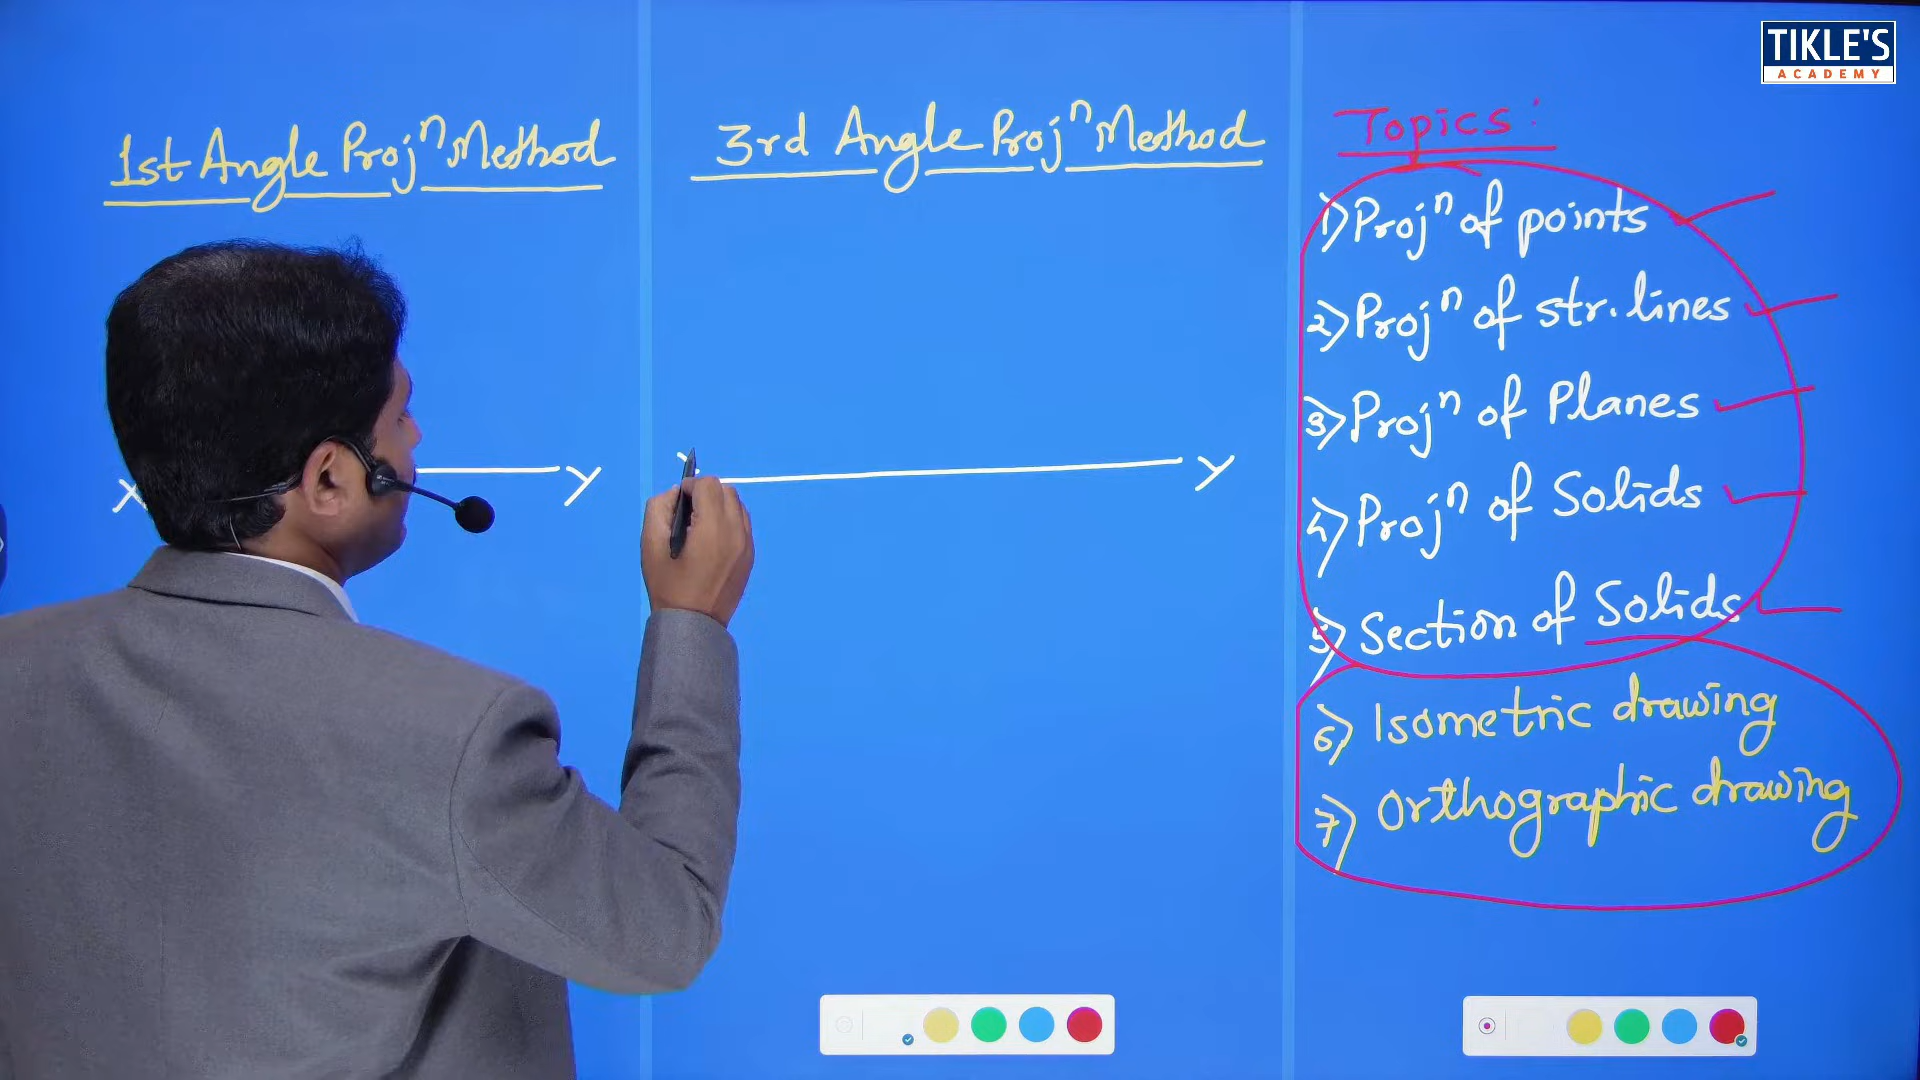 TIKLE'S
ACADEMY
1st Angle Projⁿ Method
X
Y
3rd Angle Projⁿ Method
Y
Topics:
1) Projⁿ of points
2) Projⁿ of str. lines
3) Projⁿ of Planes
4) Projⁿ of Solids
5) Section of Solids
6) Isometric drawing
7) Orthographic drawing